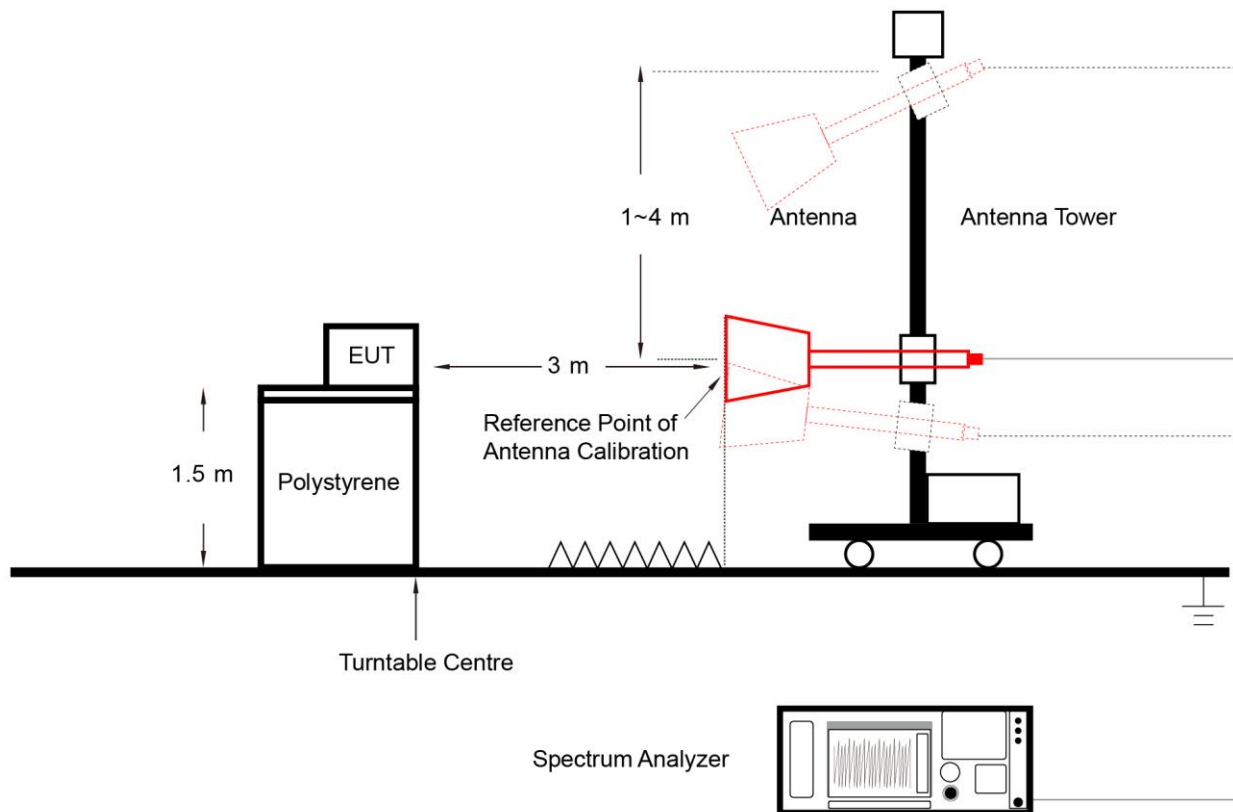 1~4 m
Antenna
Antenna Tower
EUT
3 m
Reference Point of
Antenna Calibration
1.5 m
Polystyrene
Turntable Centre
Spectrum Analyzer